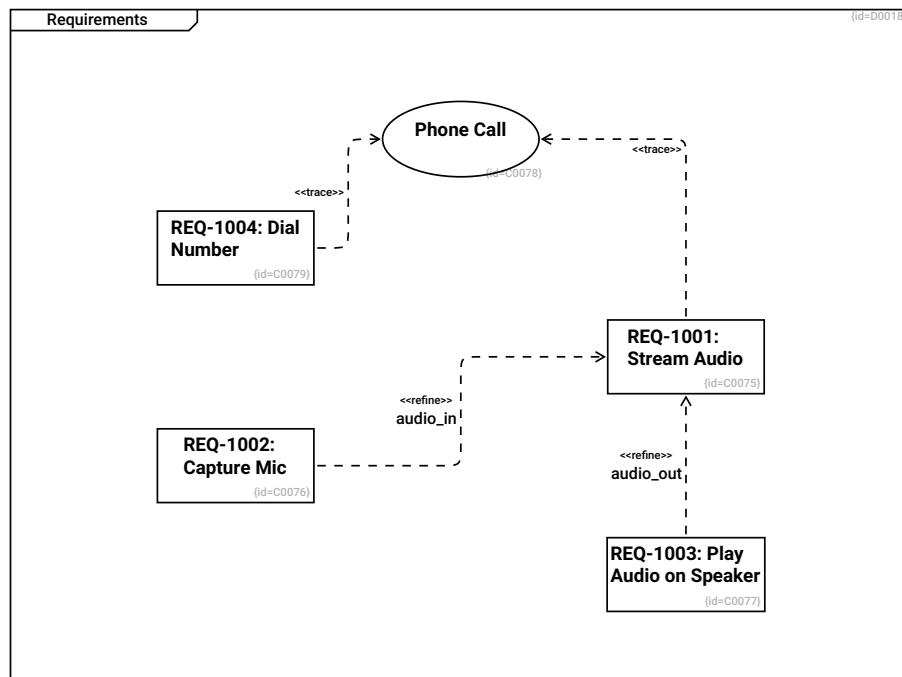 Requirements
{id=D0018
Phone Call
{id=C0078}
<<trace>>
<<trace>>
REQ-1004: Dial
Number
{id=C0079}
REQ-1001:
Stream Audio
{id=C0075}
<<refine>>
audio_in
REQ-1002:
Capture Mic
{id=C0076}
<<refine>>
audio_out
REQ-1003: Play
Audio on Speaker
{id=C0077}